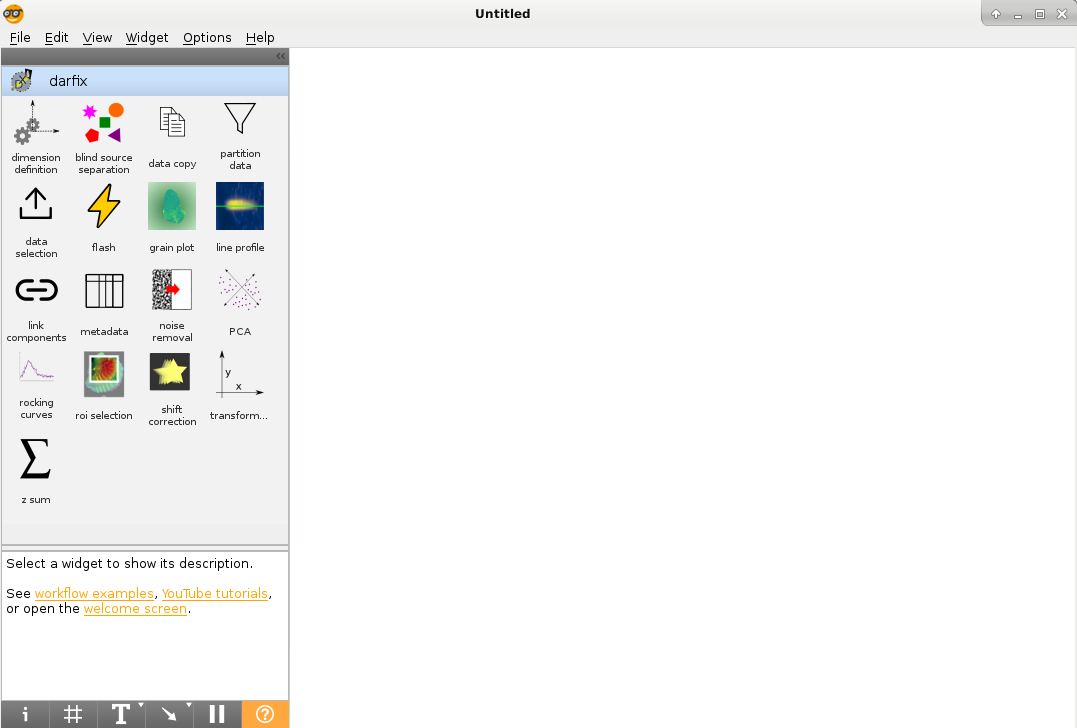 Untitled
File Edit View Widget Options Help
darfix
dimension definition
blind source separation
data copy
partition data
data selection
flash
grain plot
line profile
link components
metadata
noise removal
PCA
rocking curves
roi selection
shift correction
y
x
transform...
Σ
z sum
Select a widget to show its description.
See workflow examples, YouTube tutorials,
or open the welcome screen.
i # T ?